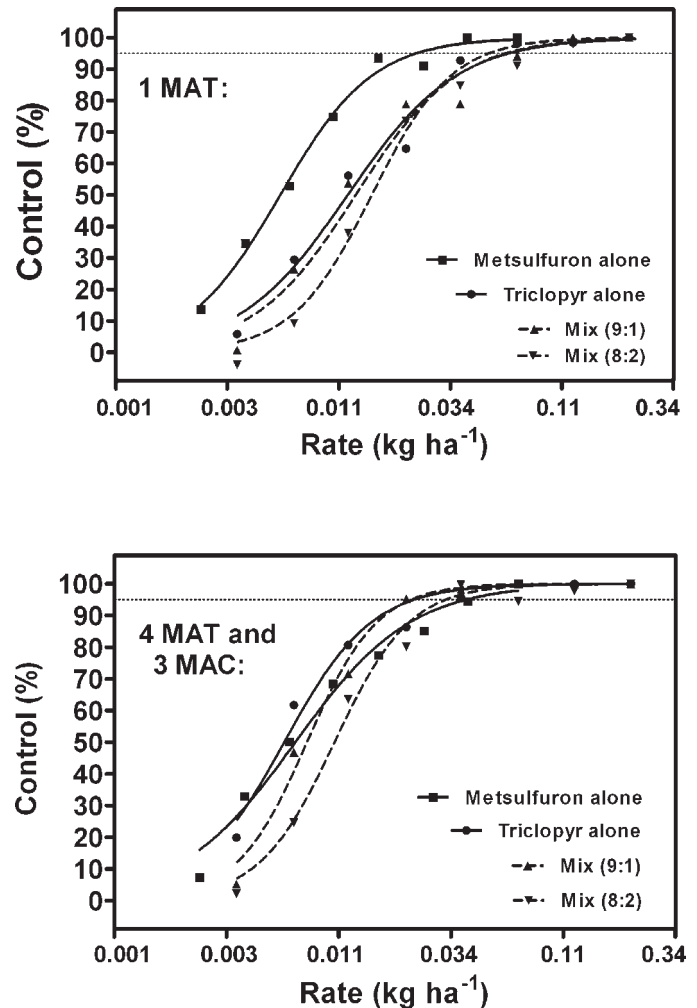 100
90
80
70
60
50
40
30
20
10
0
Control (%)
1 MAT:
Metsulfuron alone
Triclopyr alone
Mix (9:1)
Mix (8:2)
0.001 0.003 0.011 0.034 0.11 0.34
Rate (kg ha⁻¹)
100
90
80
70
60
50
40
30
20
10
0
Control (%)
4 MAT and
3 MAC:
Metsulfuron alone
Triclopyr alone
Mix (9:1)
Mix (8:2)
0.001 0.003 0.011 0.034 0.11 0.34
Rate (kg ha⁻¹)